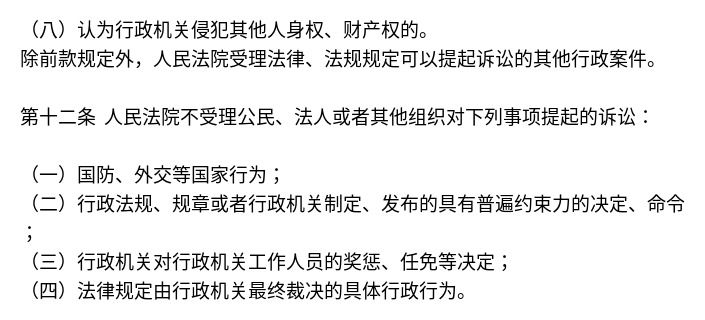 （八）认为行政机关侵犯其他人身权、财产权的。
除前款规定外，人民法院受理法律、法规规定可以提起诉讼的其他行政案件。
第十二条 人民法院不受理公民、法人或者其他组织对下列事项提起的诉讼：
（一）国防、外交等国家行为；
（二）行政法规、规章或者行政机关制定、发布的具有普遍约束力的决定、命令
；
（三）行政机关对行政机关工作人员的奖惩、任免等决定；
（四）法律规定由行政机关最终裁决的具体行政行为。